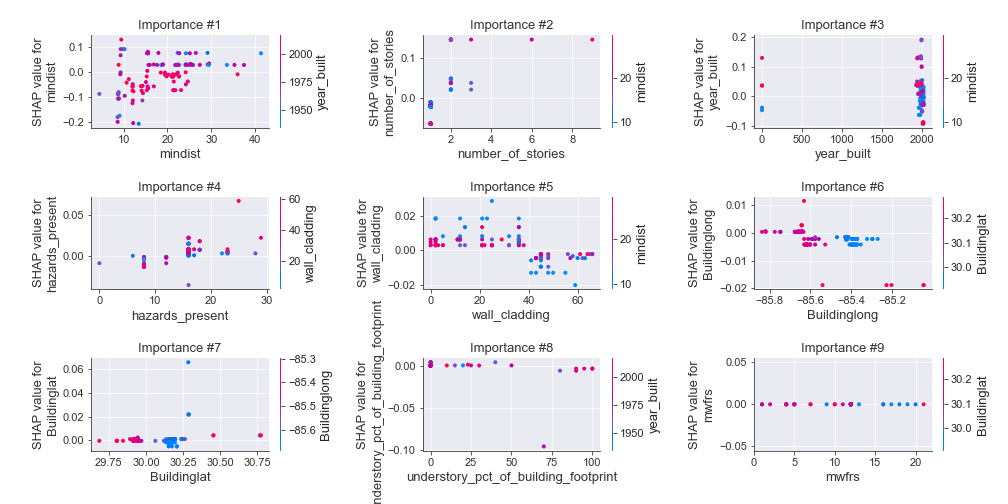 Importance #1
Importance #2
Importance #3
SHAP value for
mindist
0.1
0.0
−0.1
−0.2
10
20
30
40
mindist
2000
1975
1950
year_built
SHAP value for
number_of_stories
0.1
0.0
2
4
6
8
number_of_stories
20
10
mindist
SHAP value for
year_built
0.2
0.1
0.0
−0.1
0
500
1000
1500
2000
year_built
20
10
mindist
Importance #4
Importance #5
Importance #6
SHAP value for
hazards_present
0.05
0.00
0
10
20
30
hazards_present
60
40
20
wall_cladding
SHAP value for
wall_cladding
0.02
0.00
−0.02
0
20
40
60
wall_cladding
20
10
mindist
SHAP value for
Buildinglong
0.01
0.00
−0.01
−0.02
−85.8
−85.6
−85.4
−85.2
Buildinglong
30.2
30.1
30.0
Buildinglat
Importance #7
Importance #8
Importance #9
SHAP value for
Buildinglat
0.06
0.04
0.02
0.00
29.75
30.00
30.25
30.50
30.75
Buildinglat
−85.3
−85.4
−85.5
−85.6
Buildinglong
SHAP value for
nderstory_pct_of_building_footprint
0.00
−0.05
−0.10
0
25
50
75
100
understory_pct_of_building_footprint
2000
1975
1950
year_built
SHAP value for
mwfrs
0.05
0.00
−0.05
0
5
10
15
20
mwfrs
30.2
30.1
30.0
Buildinglat